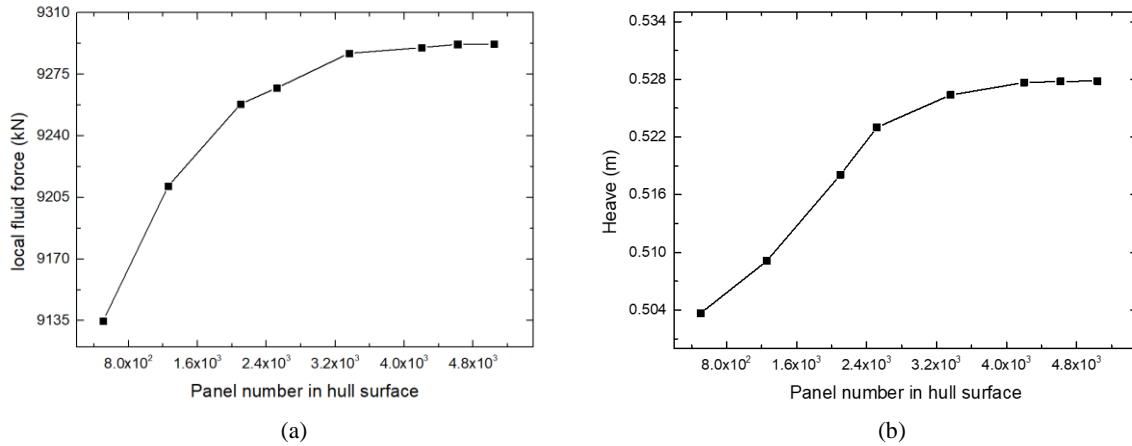 9310
9275
9240
9205
9170
9135
local fluid force (kN)
8.0x10²
1.6x10³
2.4x10³
3.2x10³
4.0x10³
4.8x10³
Panel number in hull surface
(a)
0.534
0.528
0.522
0.516
0.510
0.504
Heave (m)
8.0x10²
1.6x10³
2.4x10³
3.2x10³
4.0x10³
4.8x10³
Panel number in hull surface
(b)